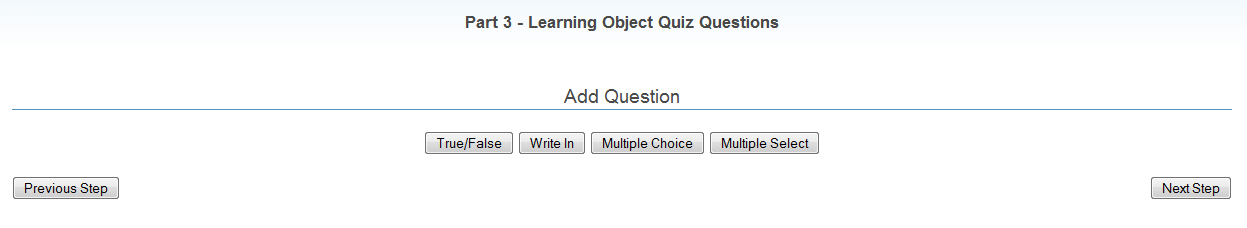 Part 3 - Learning Object Quiz Questions
Add Question
True/False Write In Multiple Choice Multiple Select
Previous Step Next Step